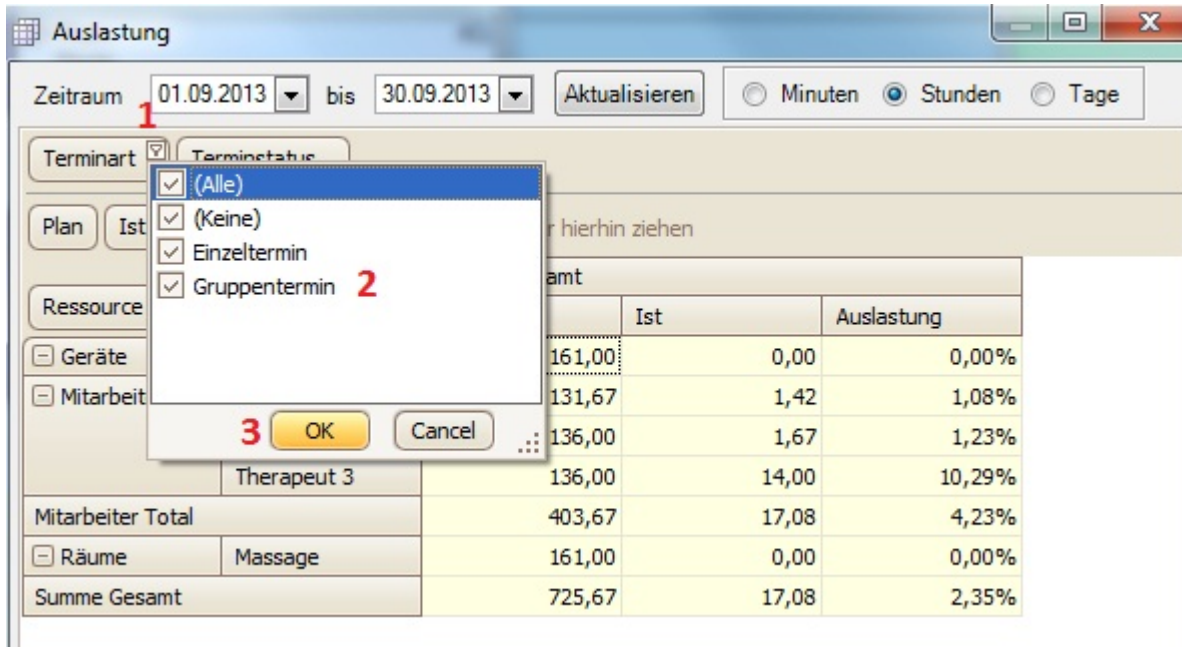 Auslastung
Zeitraum 01.09.2013 bis 30.09.2013 Aktualisieren Minuten Stunden Tage
1
Terminart Terminstatus
(Alle)
(Keine)
Einzeltermin
Gruppentermin 2
3 OK Cancel
Plan Ist hierhin ziehen
amt
Ressource Ist Auslastung
Geräte 161,00 0,00 0,00%
Mitarbeit 131,67 1,42 1,08%
136,00 1,67 1,23%
Therapeut 3 136,00 14,00 10,29%
Mitarbeiter Total 403,67 17,08 4,23%
Räume Massage 161,00 0,00 0,00%
Summe Gesamt 725,67 17,08 2,35%